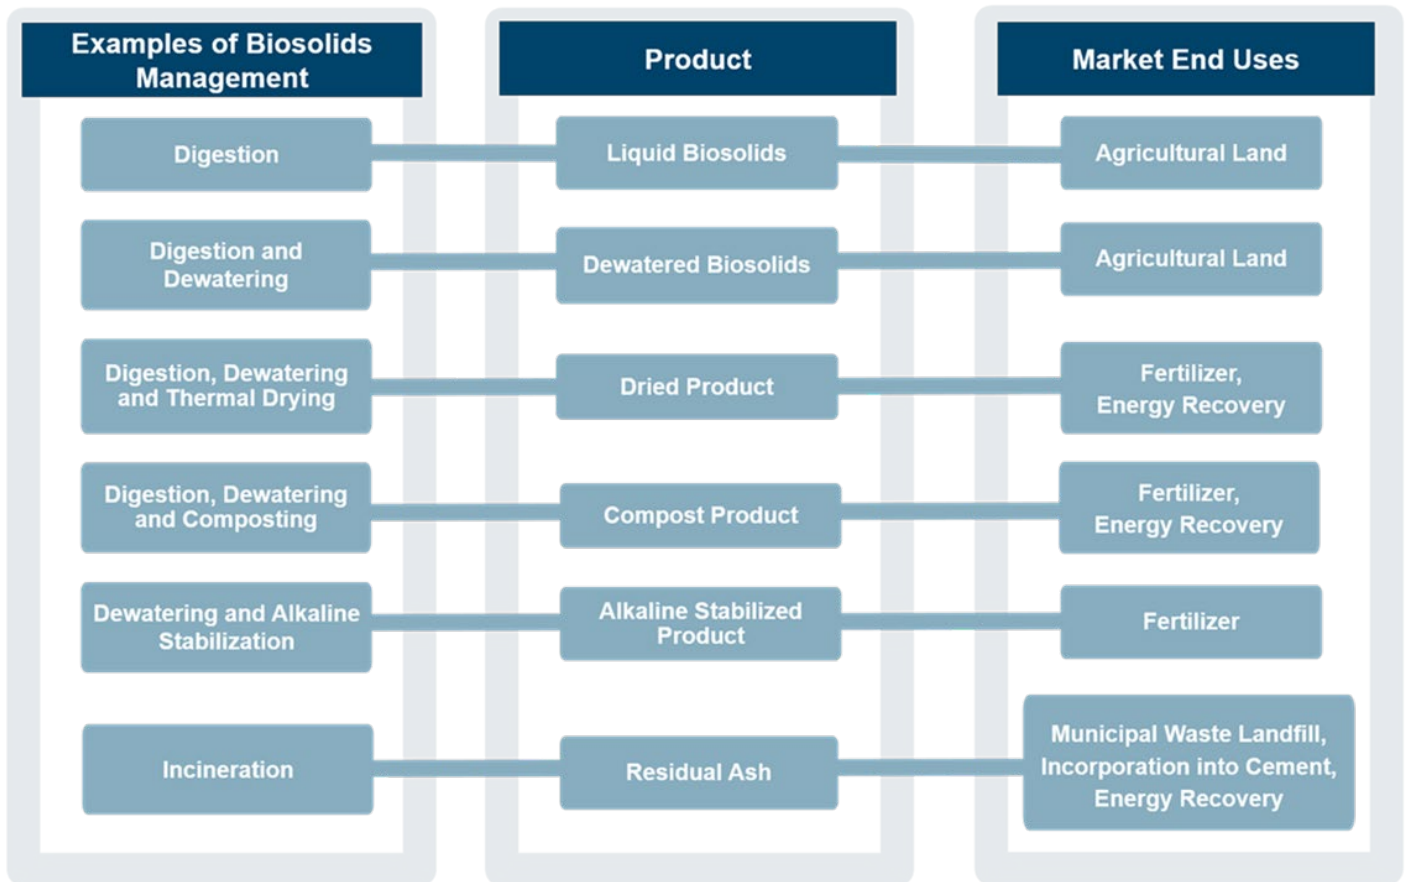 Examples of Biosolids
Management
Product
Market End Uses
Digestion
Liquid Biosolids
Agricultural Land
Digestion and
Dewatering
Dewatered Biosolids
Agricultural Land
Digestion, Dewatering
and Thermal Drying
Dried Product
Fertilizer,
Energy Recovery
Digestion, Dewatering
and Composting
Compost Product
Fertilizer,
Energy Recovery
Dewatering and Alkaline
Stabilization
Alkaline Stabilized
Product
Fertilizer
Incineration
Residual Ash
Municipal Waste Landfill,
Incorporation into Cement,
Energy Recovery